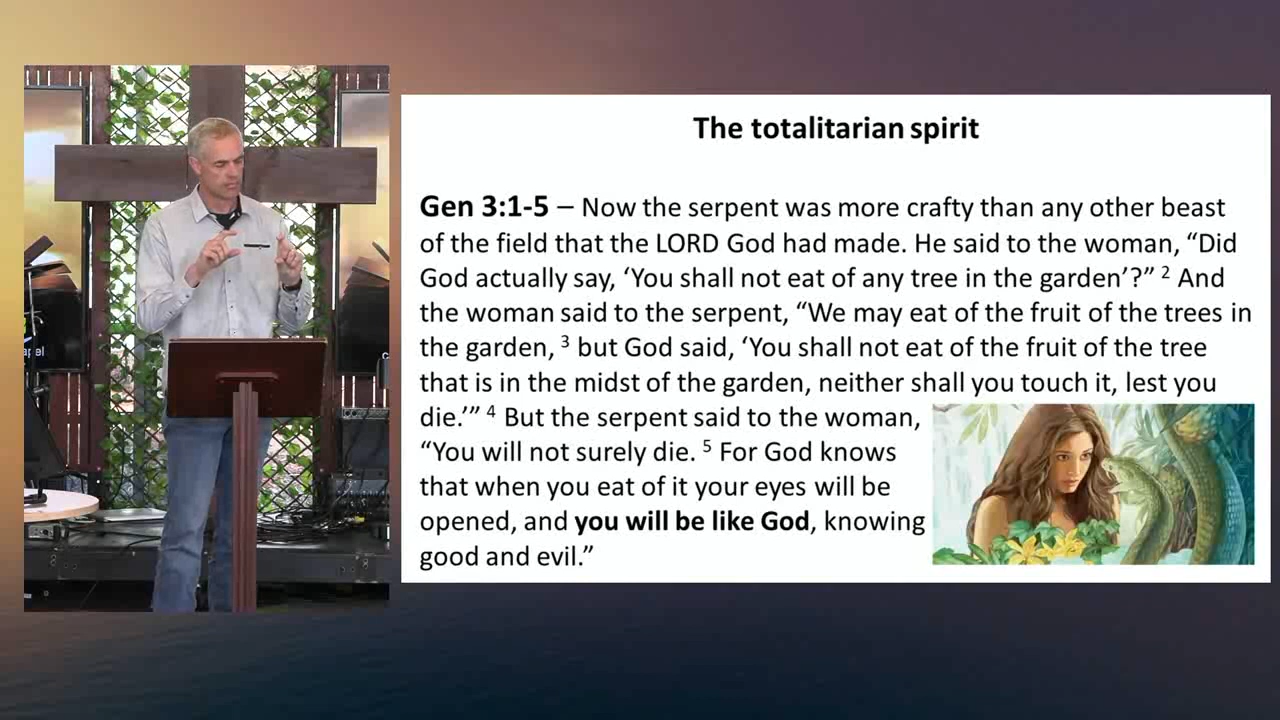 The totalitarian spirit
Gen 3:1-5 – Now the serpent was more crafty than any other beast
of the field that the LORD God had made. He said to the woman, “Did
God actually say, ‘You shall not eat of any tree in the garden’?” ² And
the woman said to the serpent, “We may eat of the fruit of the trees in
the garden, ³ but God said, ‘You shall not eat of the fruit of the tree
that is in the midst of the garden, neither shall you touch it, lest you
die.’” ⁴ But the serpent said to the woman,
“You will not surely die. ⁵ For God knows
that when you eat of it your eyes will be
opened, and you will be like God, knowing
good and evil.”